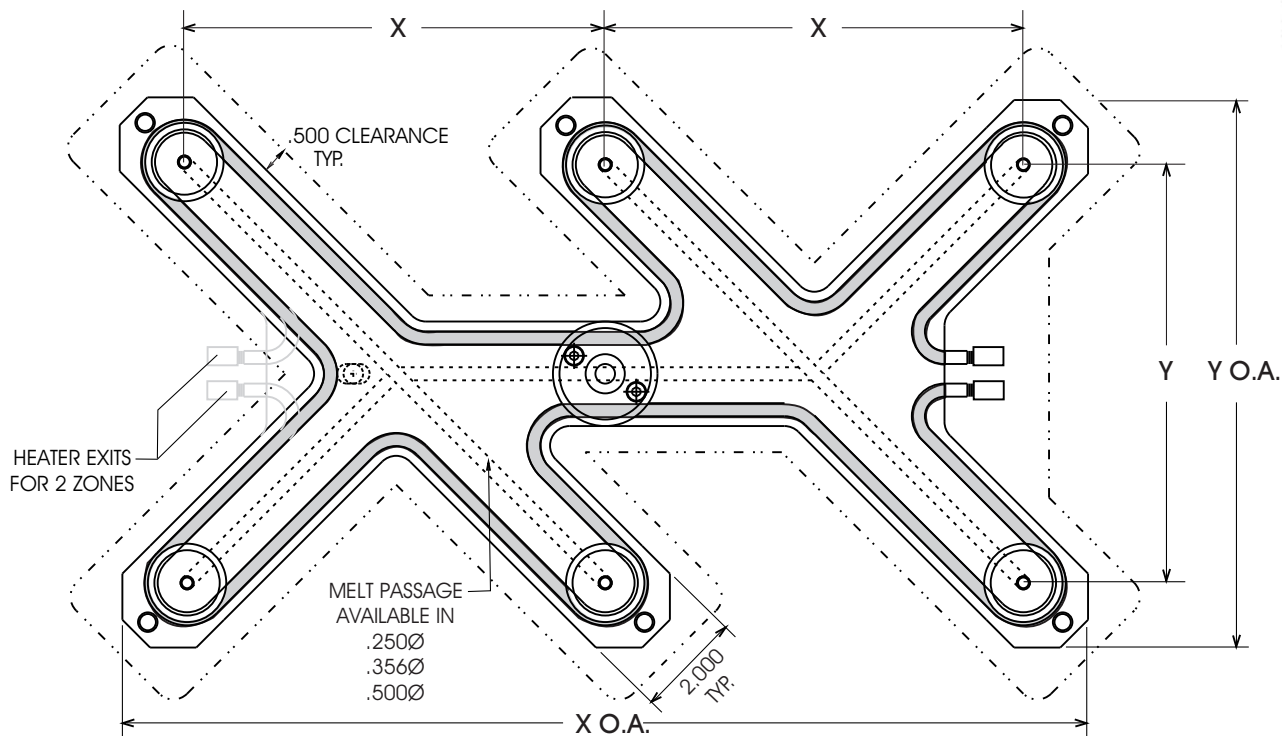 X
X
.500 CLEARANCE
TYP.
Y
Y O.A.
HEATER EXITS
FOR 2 ZONES
MELT PASSAGE
AVAILABLE IN
.250Ø
.356Ø
.500Ø
2.000
TYP.
X O.A.